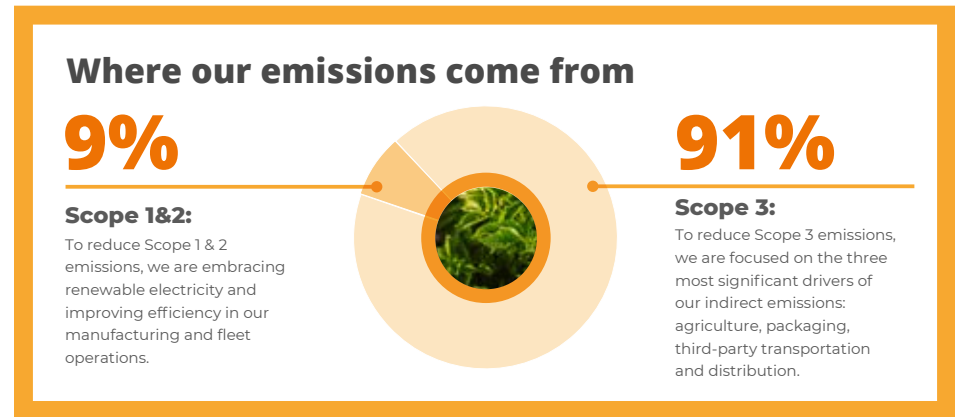 Where our emissions come from
9%
Scope 1&2:
To reduce Scope 1 & 2
emissions, we are embracing
renewable electricity and
improving efficiency in our
manufacturing and fleet
operations.
91%
Scope 3:
To reduce Scope 3 emissions,
we are focused on the three
most significant drivers of
our indirect emissions:
agriculture, packaging,
third-party transportation
and distribution.